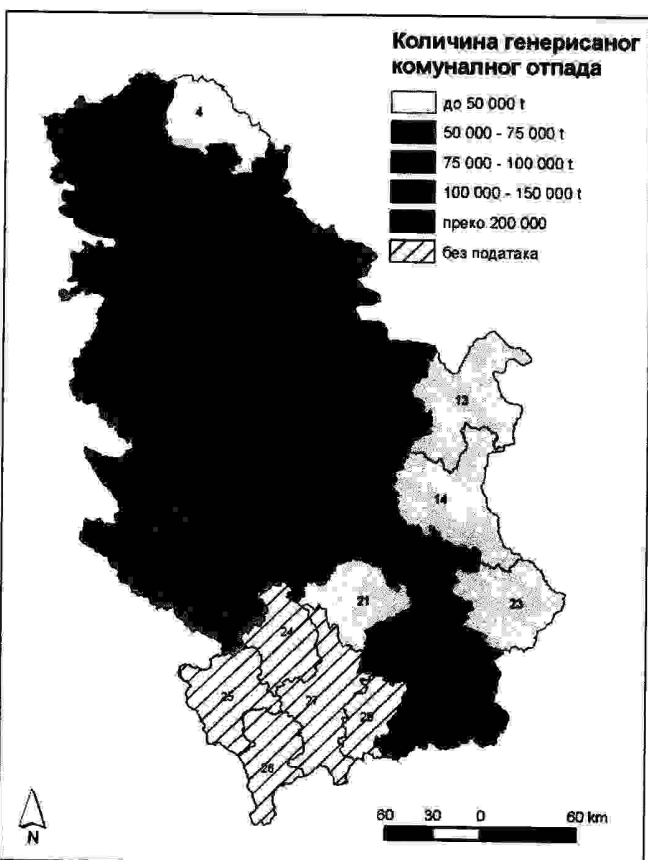 Количина генерисаног
комуналног отпада
до 50 000 t
50 000 - 75 000 t
75 000 - 100 000 t
100 000 - 150 000 t
преко 200 000
без података
4
13
14
21
23
24
25
27
28
26
N
60 30 0 60 km